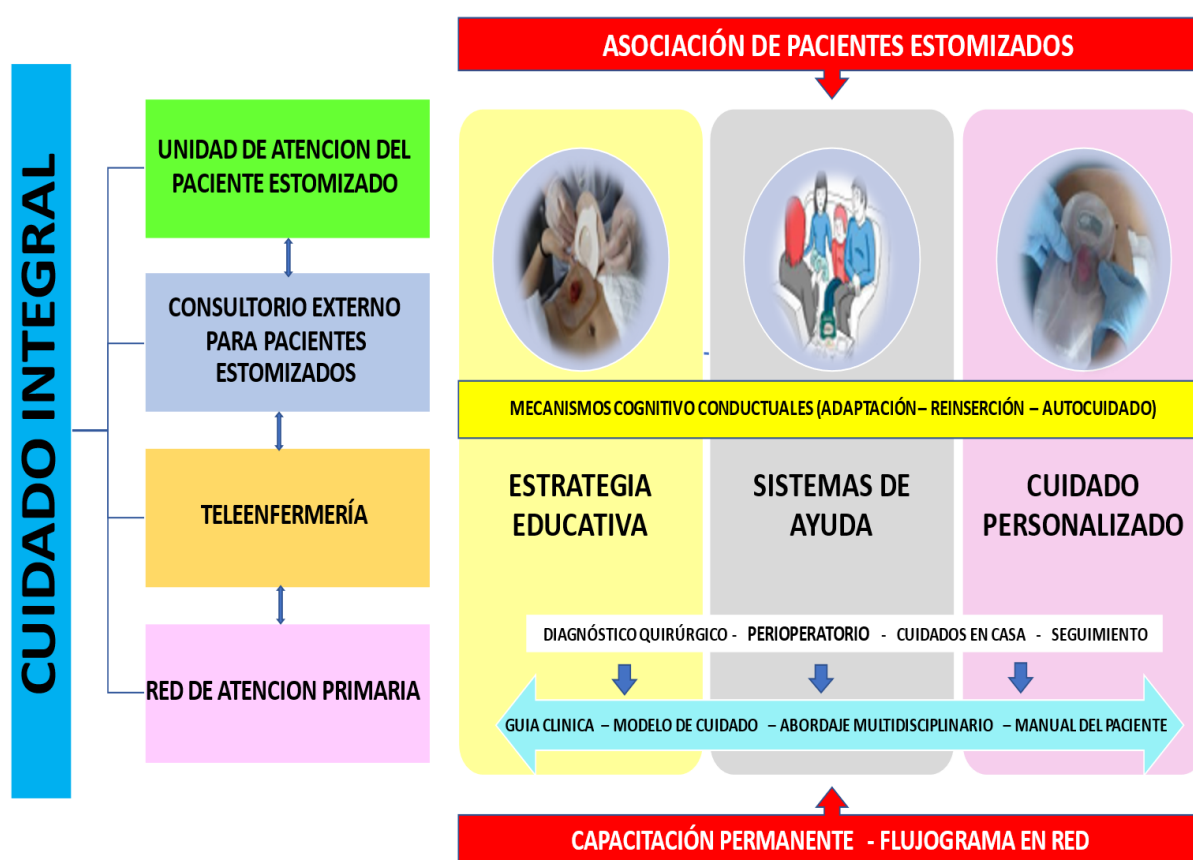 CUIDADO INTEGRAL
UNIDAD DE ATENCION DEL
PACIENTE ESTOMIZADO
CONSULTORIO EXTERNO
PARA PACIENTES
ESTOMIZADOS
TELEENFERMERÍA
RED DE ATENCION PRIMARIA
ASOCIACIÓN DE PACIENTES ESTOMIZADOS
MECANISMOS COGNITIVO CONDUCTUALES (ADAPTACIÓN – REINSERCIÓN – AUTOCUIDADO)
ESTRATEGIA
EDUCATIVA
SISTEMAS DE
AYUDA
CUIDADO
PERSONALIZADO
DIAGNÓSTICO QUIRÚRGICO - PERIOPERATORIO - CUIDADOS EN CASA - SEGUIMIENTO
GUIA CLINICA – MODELO DE CUIDADO – ABORDAJE MULTIDISCIPLINARIO – MANUAL DEL PACIENTE
CAPACITACIÓN PERMANENTE - FLUJOGRAMA EN RED